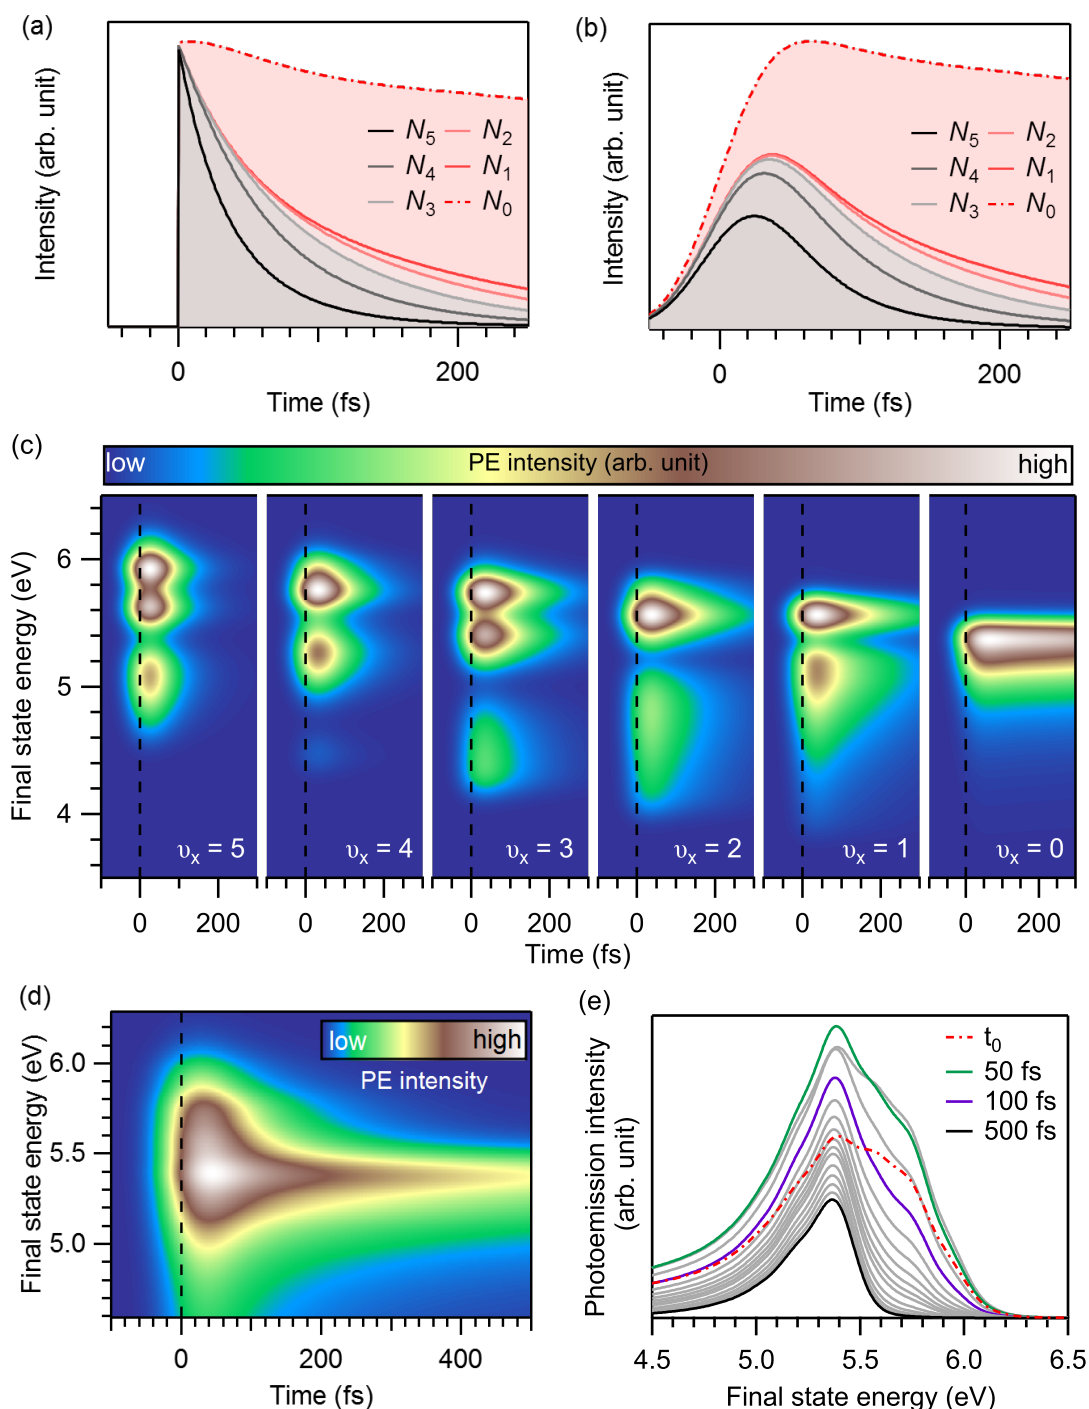 (a)
Intensity (arb. unit)
N5 N2
N4 N1
N3 N0
0 200
Time (fs)
(b)
Intensity (arb. unit)
N5 N2
N4 N1
N3 N0
0 200
Time (fs)
(c)
low PE intensity (arb. unit) high
Final state energy (eV)
6
5
4
υx = 5 υx = 4 υx = 3 υx = 2 υx = 1 υx = 0
0 200 0 200 0 200 0 200 0 200 0 200
Time (fs)
(d)
Final state energy (eV)
6.0
5.5
5.0
low high
PE intensity
0 200 400
Time (fs)
(e)
Photoemission intensity
(arb. unit)
t0
50 fs
100 fs
500 fs
4.5 5.0 5.5 6.0 6.5
Final state energy (eV)